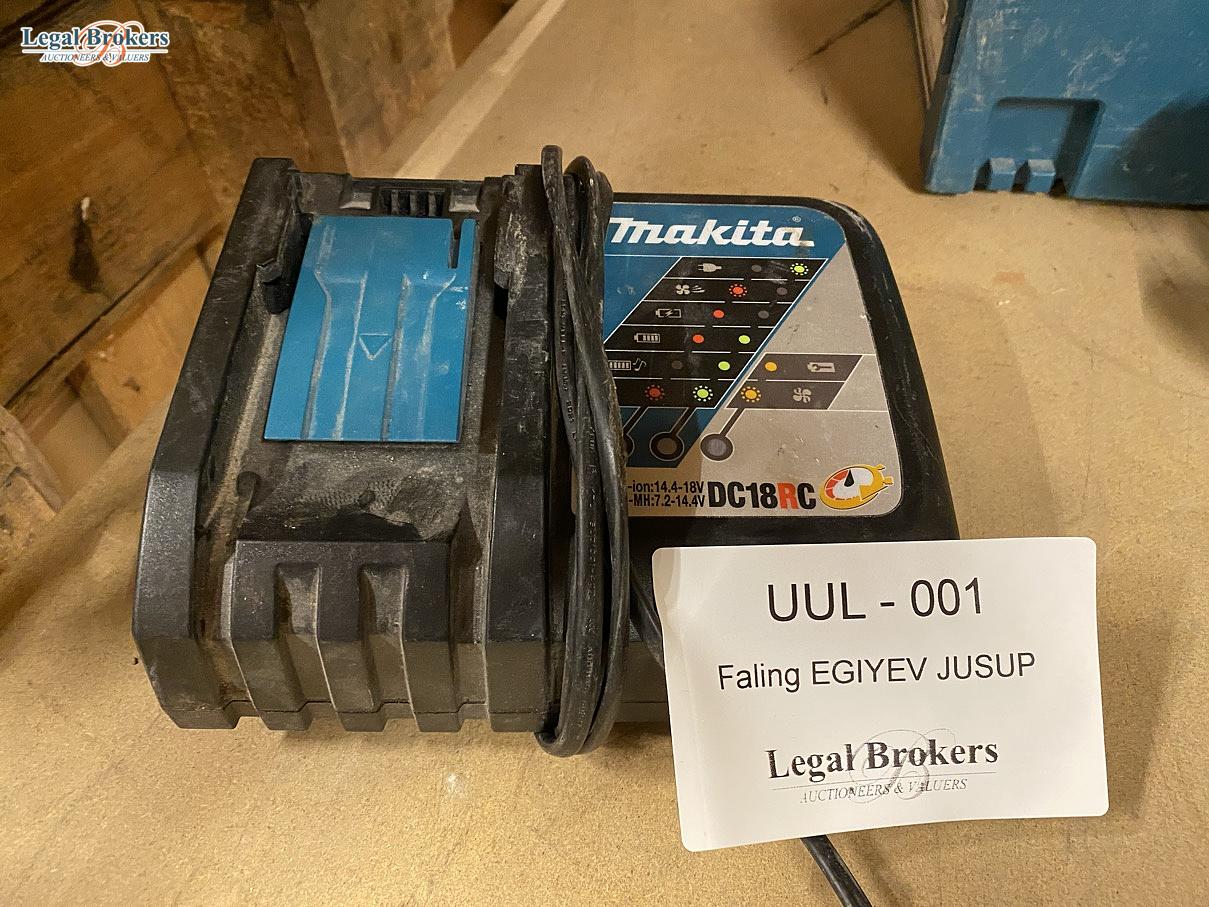 Legal Brokers
AUCTIONEERS & VALUERS
makita
-ion:14.4-18V
-MH:7.2-14.4V
DC18RC
UUL - 001
Faling EGIYEV JUSUP
Legal Brokers
AUCTIONEERS & VALUERS